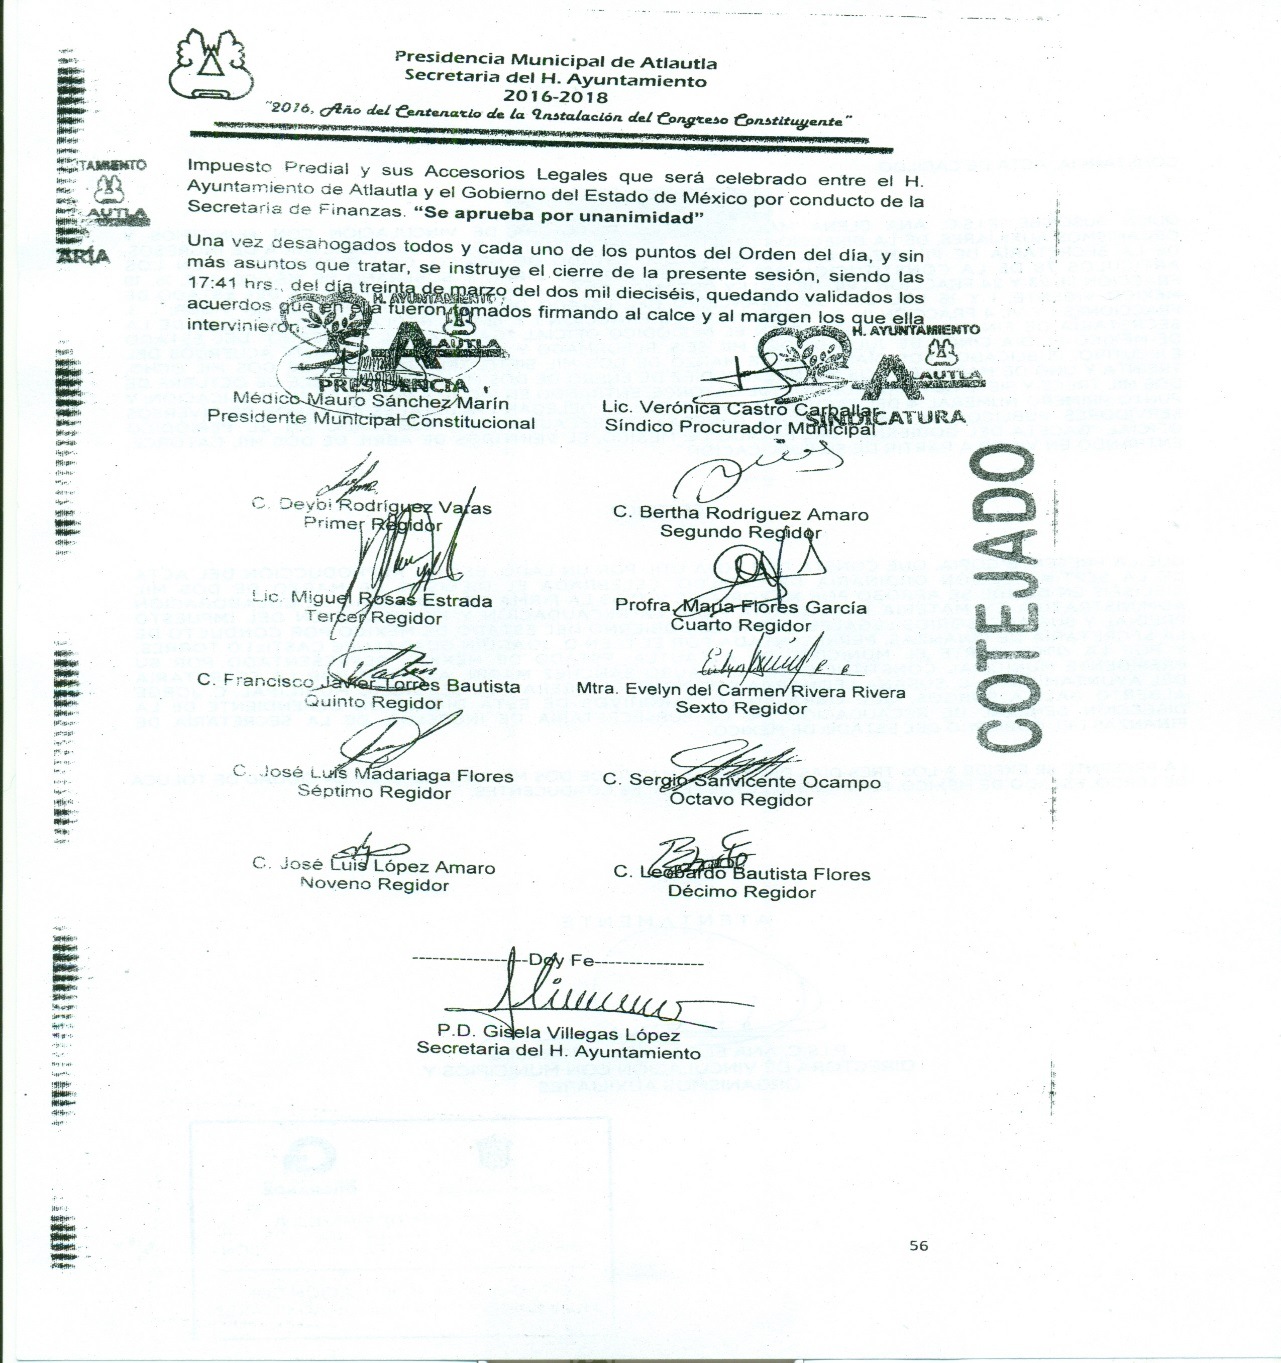 Presidencia Municipal de Atlautla
Secretaria del H. Ayuntamiento
2016-2018
"2016, Año del Centenario de la Instalación del Congreso Constituyente"
TAMIENTO
AUTLA
ARÍA
Impuesto Predial y sus Accesorios Legales que será celebrado entre el H.
Ayuntamiento de Atlautla y el Gobierno del Estado de México por conducto de la
Secretaria de Finanzas. “Se aprueba por unanimidad”
Una vez desahogados todos y cada uno de los puntos del Orden del día, y sin
más asuntos que tratar, se instruye el cierre de la presente sesión, siendo las
17:41 hrs., del día treinta de marzo del dos mil dieciséis, quedando validados los
acuerdos que en ella fueron tomados firmando al calce y al margen los que ella
intervinieron.
H. AYUNTAMIENTO
ATLAUTLA
PRESIDENCIA
H. AYUNTAMIENTO
ATLAUTLA
SINDICATURA
Médico Mauro Sánchez Marín
Presidente Municipal Constitucional
Lic. Verónica Castro Carballar
Síndico Procurador Municipal
C. Deybi Rodríguez Varas
Primer Regidor
C. Bertha Rodríguez Amaro
Segundo Regidor
Lic. Miguel Rosas Estrada
Tercer Regidor
Profra. María Flores García
Cuarto Regidor
C. Francisco Javier Torres Bautista
Quinto Regidor
Mtra. Evelyn del Carmen Rivera Rivera
Sexto Regidor
C. José Luis Madariaga Flores
Séptimo Regidor
C. Sergio Sanvicente Ocampo
Octavo Regidor
C. José Luis López Amaro
Noveno Regidor
C. Leobardo Bautista Flores
Décimo Regidor
COTEJADO
-----------------Doy Fe----------------
P.D. Gisela Villegas López
Secretaria del H. Ayuntamiento
56